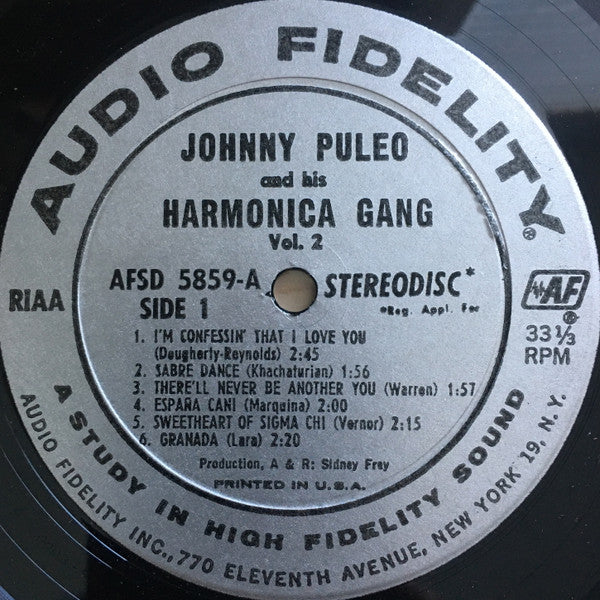 AUDIO FIDELITY®
JOHNNY PULEO
and his
HARMONICA GANG
Vol. 2
AFSD 5859-A
SIDE 1
STEREODISC*
*Reg. Appl. For
RIAA
AF®
33 1/3
RPM
1. I'M CONFESSIN' THAT I LOVE YOU
(Dougherty-Reynolds) 2:45
2. SABRE DANCE (Khachaturian) 1:56
3. THERE'LL NEVER BE ANOTHER YOU (Warren) 1:57
4. ESPAÑA CANI (Marquina) 2:00
5. SWEETHEART OF SIGMA CHI (Vernor) 2:15
6. GRANADA (Lara) 2:20
Production, A & R: Sidney Frey
PRINTED IN U.S.A.
A STUDY IN HIGH FIDELITY SOUND
AUDIO FIDELITY INC., 770 ELEVENTH AVENUE, NEW YORK 19, N.Y.